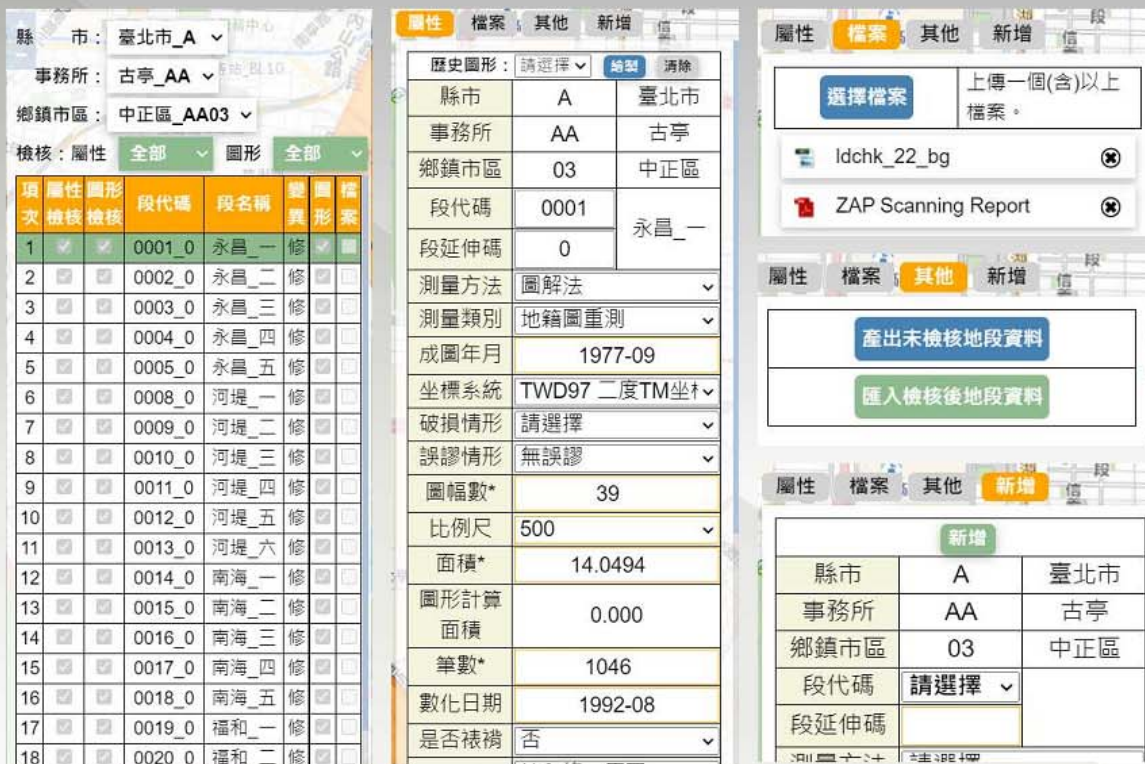 縣 市： 臺北市_A
事務所： 古亭_AA
鄉鎮市區： 中正區_AA03
檢核：屬性 全部 圖形 全部
項次 屬性檢核 圖形檢核 段代碼 段名稱 變異 圖形 檔案
1 0001_0 永昌_一 修
2 0002_0 永昌_二 修
3 0003_0 永昌_三 修
4 0004_0 永昌_四 修
5 0005_0 永昌_五 修
6 0008_0 河堤_一 修
7 0009_0 河堤_二 修
8 0010_0 河堤_三 修
9 0011_0 河堤_四 修
10 0012_0 河堤_五 修
11 0013_0 河堤_六 修
12 0014_0 南海_一 修
13 0015_0 南海_二 修
14 0016_0 南海_三 修
15 0017_0 南海_四 修
16 0018_0 南海_五 修
17 0019_0 福和_一 修
18 0020_0 福和_二 修
屬性 檔案 其他 新增
歷史圖形： 請選擇 繪製 清除
縣市 A 臺北市
事務所 AA 古亭
鄉鎮市區 03 中正區
段代碼 0001 永昌_一
段延伸碼 0
測量方法 圖解法
測量類別 地籍圖重測
成圖年月 1977-09
坐標系統 TWD97 二度TM坐
破損情形 請選擇
誤謬情形 無誤謬
圖幅數* 39
比例尺 500
面積* 14.0494
圖形計算面積 0.000
筆數* 1046
數化日期 1992-08
是否裱褙 否
屬性 檔案 其他 新增
選擇檔案 上傳一個(含)以上
檔案。
ldchk_22_bg
ZAP Scanning Report
屬性 檔案 其他 新增
產出未檢核地段資料
匯入檢核後地段資料
屬性 檔案 其他 新增
新增
縣市 A 臺北市
事務所 AA 古亭
鄉鎮市區 03 中正區
段代碼 請選擇
段延伸碼
測量方法 請選擇